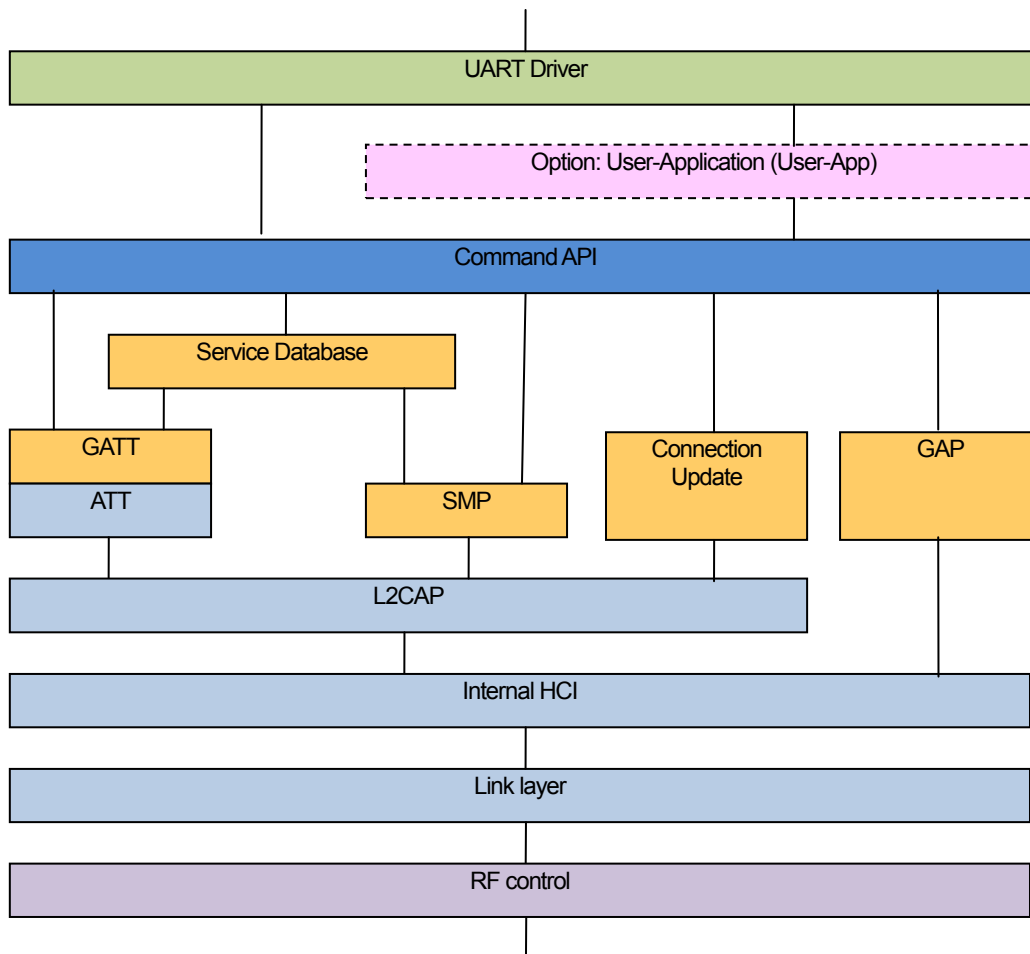 UART Driver
Option: User-Application (User-App)
Command API
Service Database
GATT
Connection
Update
GAP
ATT
SMP
L2CAP
Internal HCI
Link layer
RF control